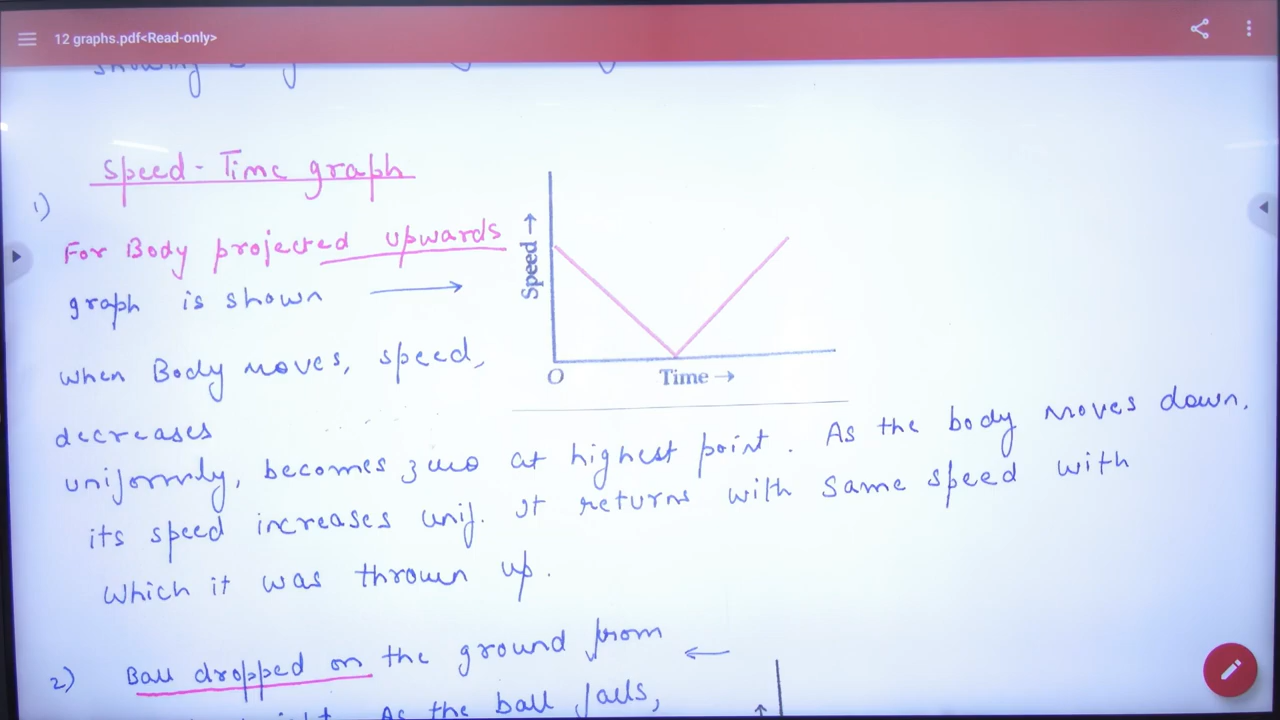 12 graphs.pdf<Read-only>
showing
Speed - Time graph
1)
For Body projected upwards
graph is shown
Speed →
O
Time →
when Body moves, speed,
decreases
uniformly, becomes zero at highest point. As the body moves down,
its speed increases unif. It returns with same speed with
which it was thrown up.
2) Ball dropped on the ground from
As the ball falls,